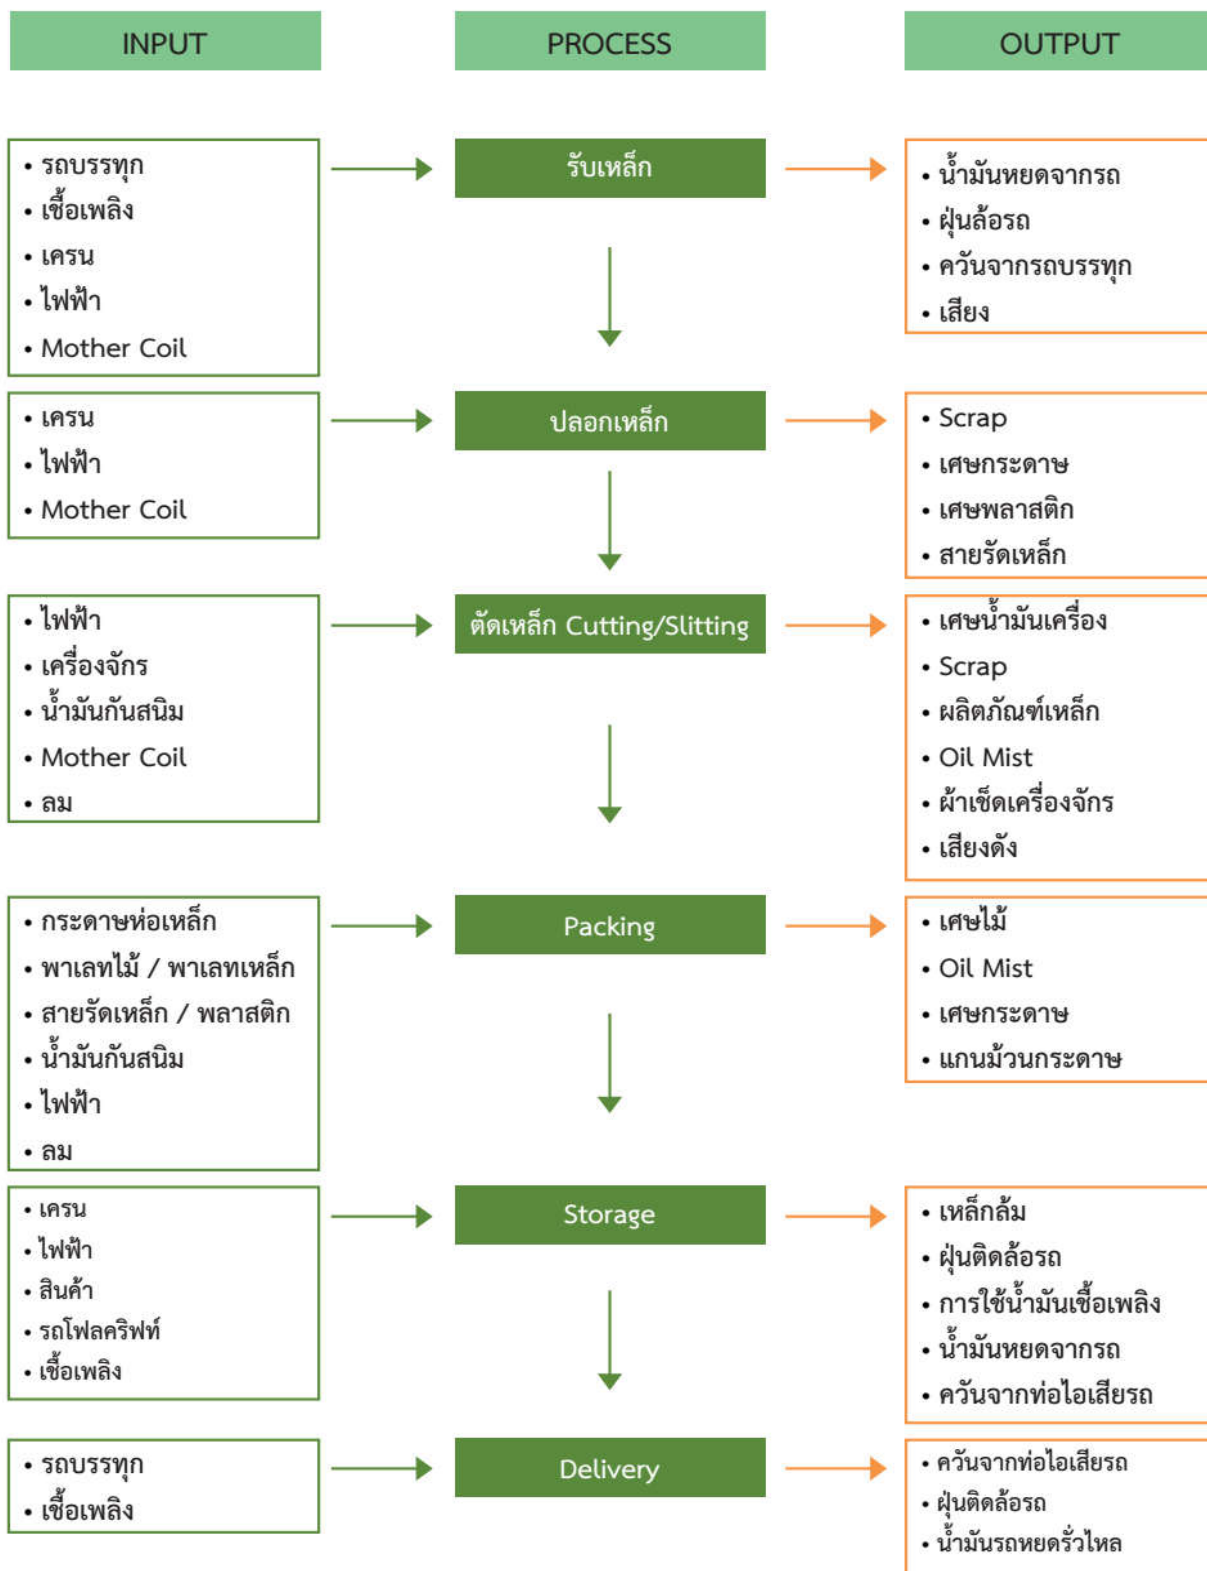 INPUT
PROCESS
OUTPUT
• รถบรรทุก
• เชื้อเพลิง
• เครน
• ไฟฟ้า
• Mother Coil
รับเหล็ก
• น้ำมันหยดจากรถ
• ฝุ่นล้อรถ
• ควันจากรถบรรทุก
• เสียง
• เครน
• ไฟฟ้า
• Mother Coil
ปลอกเหล็ก
• Scrap
• เศษกระดาษ
• เศษพลาสติก
• สายรัดเหล็ก
• ไฟฟ้า
• เครื่องจักร
• น้ำมันกันสนิม
• Mother Coil
• ลม
ตัดเหล็ก Cutting/Slitting
• เศษน้ำมันเครื่อง
• Scrap
• ผลิตภัณฑ์เหล็ก
• Oil Mist
• ผ้าเช็ดเครื่องจักร
• เสียงดัง
• กระดาษห่อเหล็ก
• พาเลทไม้ / พาเลทเหล็ก
• สายรัดเหล็ก / พลาสติก
• น้ำมันกันสนิม
• ไฟฟ้า
• ลม
Packing
• เศษไม้
• Oil Mist
• เศษกระดาษ
• แกนม้วนกระดาษ
• เครน
• ไฟฟ้า
• สินค้า
• รถโฟลคริฟท์
• เชื้อเพลิง
Storage
• เหล็กล้ม
• ฝุ่นติดล้อรถ
• การใช้น้ำมันเชื้อเพลิง
• น้ำมันหยดจากรถ
• ควันจากท่อไอเสียรถ
• รถบรรทุก
• เชื้อเพลิง
Delivery
• ควันจากท่อไอเสียรถ
• ฝุ่นติดล้อรถ
• น้ำมันรถหยดรั่วไหล